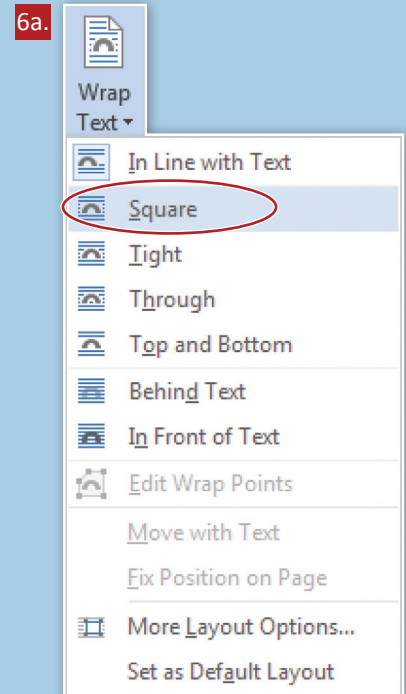 6a.
Wrap
Text
In Line with Text
Square
Tight
Through
Top and Bottom
Behind Text
In Front of Text
Edit Wrap Points
Move with Text
Fix Position on Page
More Layout Options...
Set as Default Layout